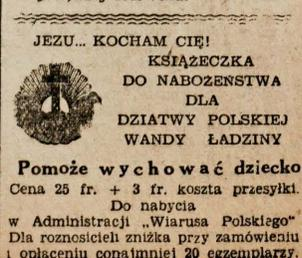 JEZU... KOCHAM CIĘ!
KSIĄŻECZKA
DO NABOŻEŃSTWA
DLA
DZIATWY POLSKIEJ
WANDY ŁADZINY
Pomoże wychować dziecko
Cena 25 fr. + 3 fr. koszta przesyłki.
Do nabycia
w Administracji „Wiarusa Polskiego"
Dla roznosicieli zniżka przy zamówieniu
i opłaceniu conajmniej 20 egzemplarzy.